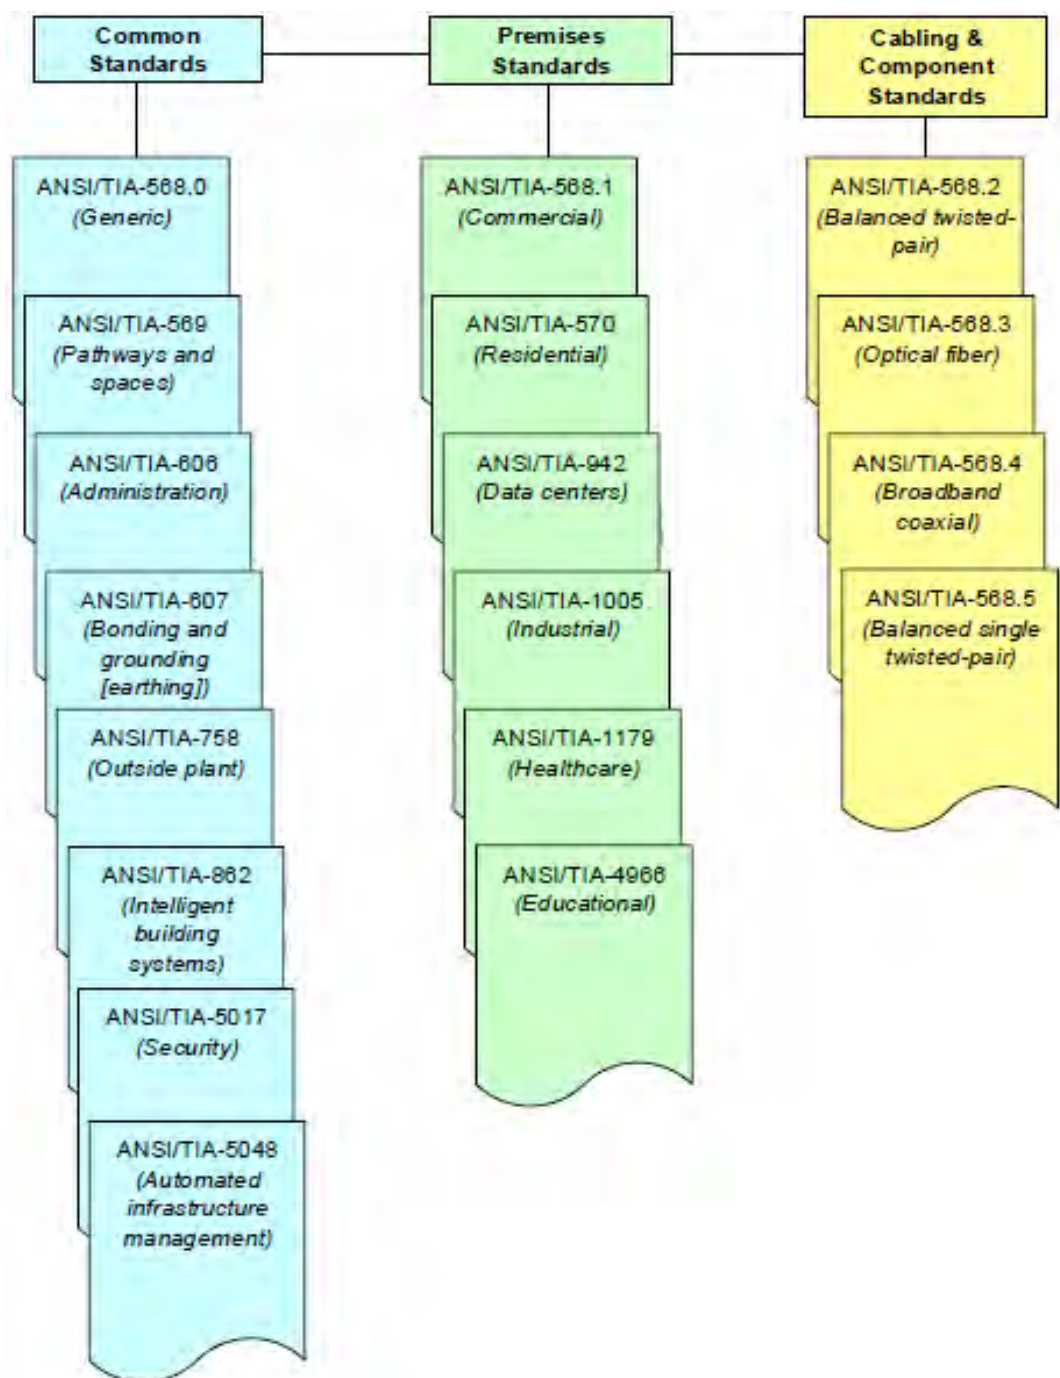 Common
Standards
Premises
Standards
Cabling &
Component
Standards
ANSI/TIA-568.0
(Generic)
ANSI/TIA-569
(Pathways and
spaces)
ANSI/TIA-606
(Administration)
ANSI/TIA-607
(Bonding and
grounding
[earthing])
ANSI/TIA-758
(Outside plant)
ANSI/TIA-862
(Intelligent
building
systems)
ANSI/TIA-5017
(Security)
ANSI/TIA-5048
(Automated
infrastructure
management)
ANSI/TIA-568.1
(Commercial)
ANSI/TIA-570
(Residential)
ANSI/TIA-942
(Data centers)
ANSI/TIA-1005
(Industrial)
ANSI/TIA-1179
(Healthcare)
ANSI/TIA-4966
(Educational)
ANSI/TIA-568.2
(Balanced twisted-
pair)
ANSI/TIA-568.3
(Optical fiber)
ANSI/TIA-568.4
(Broadband
coaxial)
ANSI/TIA-568.5
(Balanced single
twisted-pair)